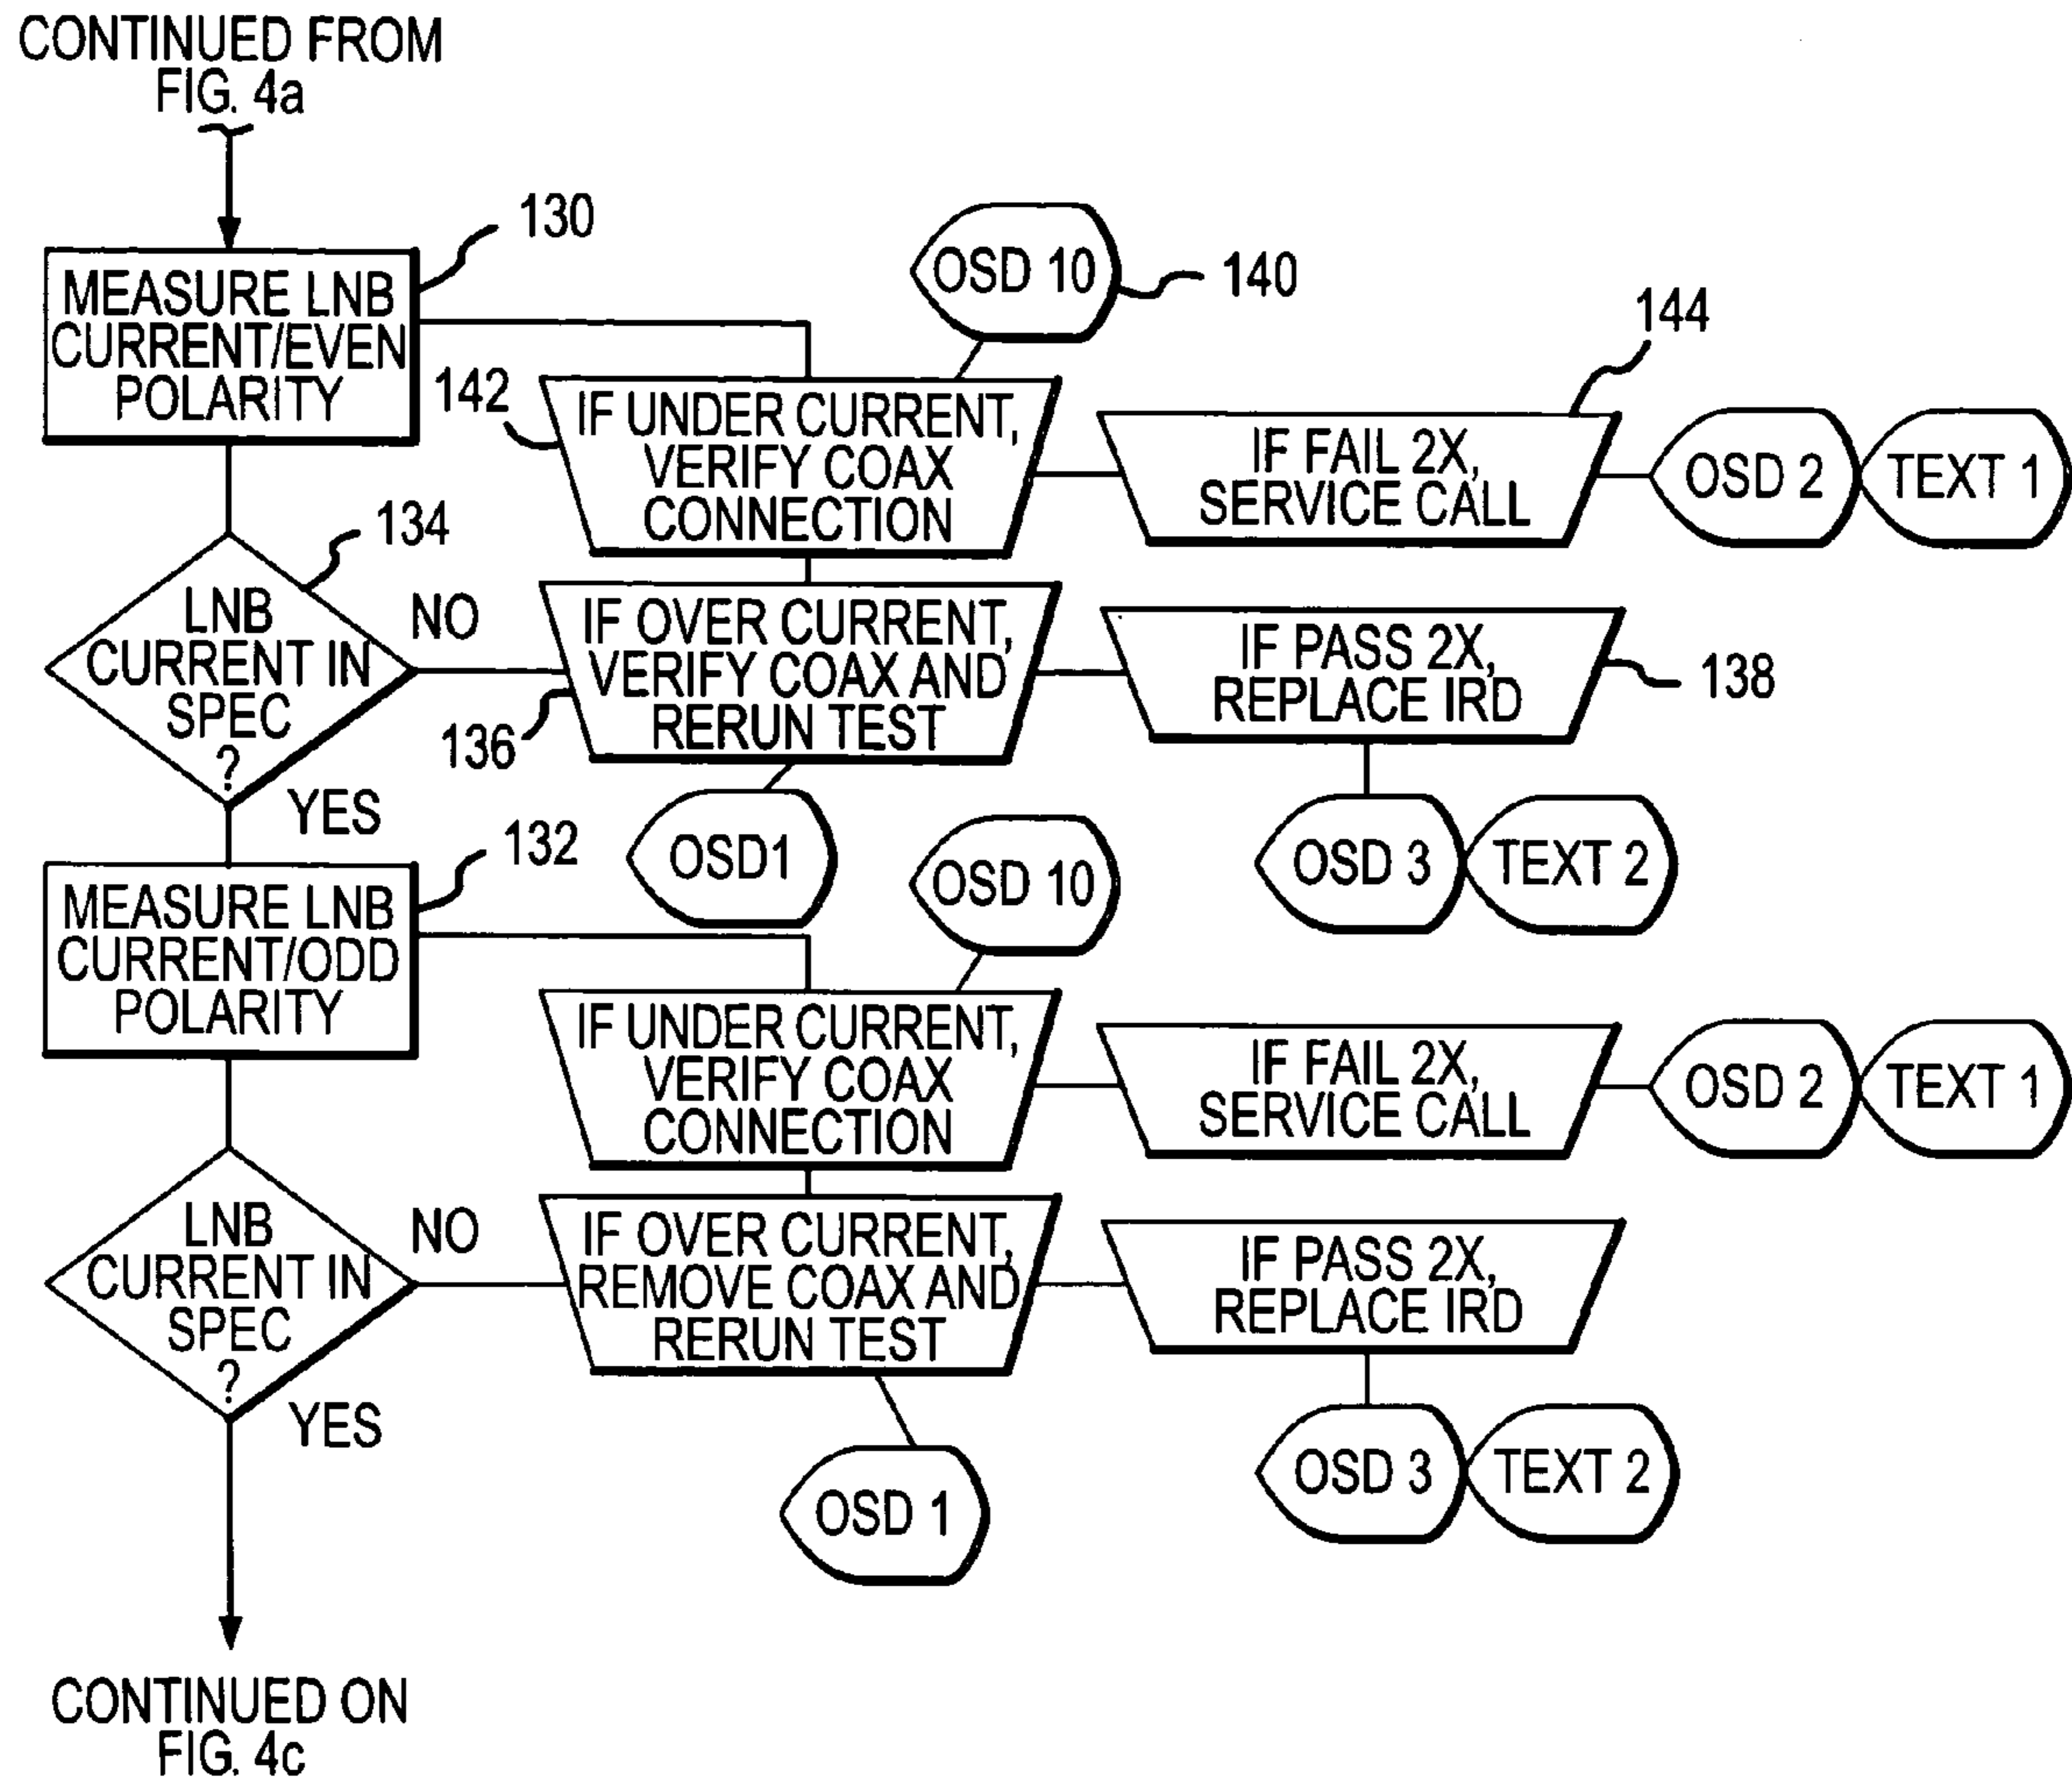 CONTINUED FROM
FIG. 4a
130
MEASURE LNB
CURRENT/EVEN
POLARITY
OSD 10
140
142
IF UNDER CURRENT,
VERIFY COAX
CONNECTION
144
IF FAIL 2X,
SERVICE CALL
OSD 2
TEXT 1
134
LNB
CURRENT IN
SPEC
?
NO
YES
136
IF OVER CURRENT,
VERIFY COAX AND
RERUN TEST
IF PASS 2X,
REPLACE IRD
138
OSD1
OSD 3
TEXT 2
132
MEASURE LNB
CURRENT/ODD
POLARITY
OSD 10
IF UNDER CURRENT,
VERIFY COAX
CONNECTION
IF FAIL 2X,
SERVICE CALL
OSD 2
TEXT 1
LNB
CURRENT IN
SPEC
?
NO
YES
IF OVER CURRENT,
REMOVE COAX AND
RERUN TEST
IF PASS 2X,
REPLACE IRD
OSD 1
OSD 3
TEXT 2
CONTINUED ON
FIG. 4c